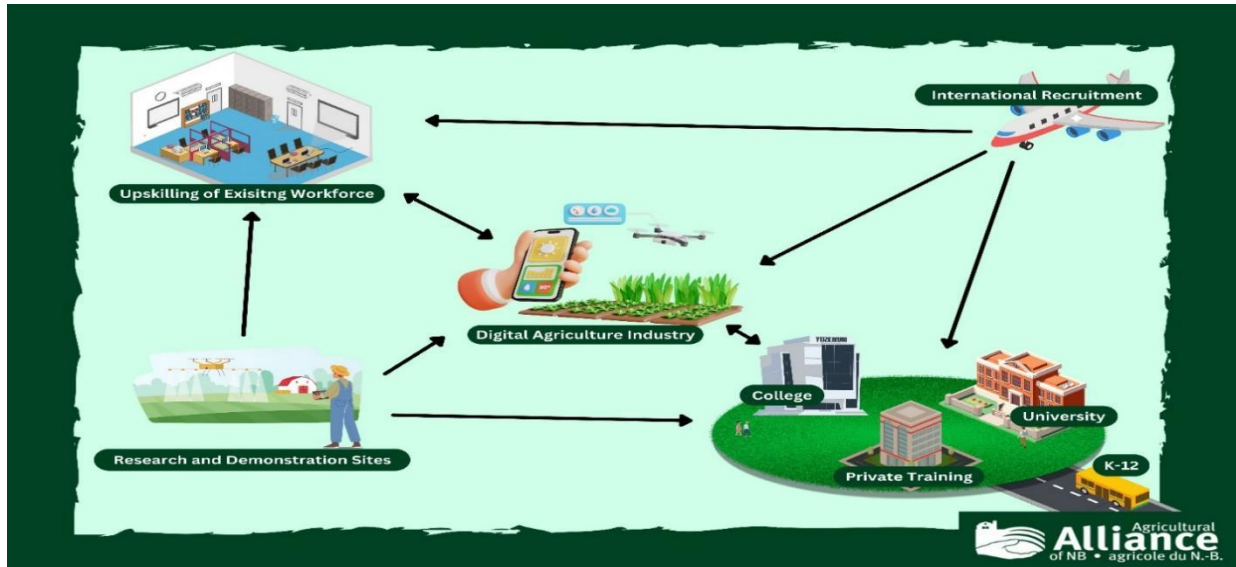 International Recruitment
Upskilling of Exisitng Workforce
Digital Agriculture Industry
College
University
Research and Demonstration Sites
K-12
Private Training
Agricultural
Alliance
of NB • agricole du N.-B.